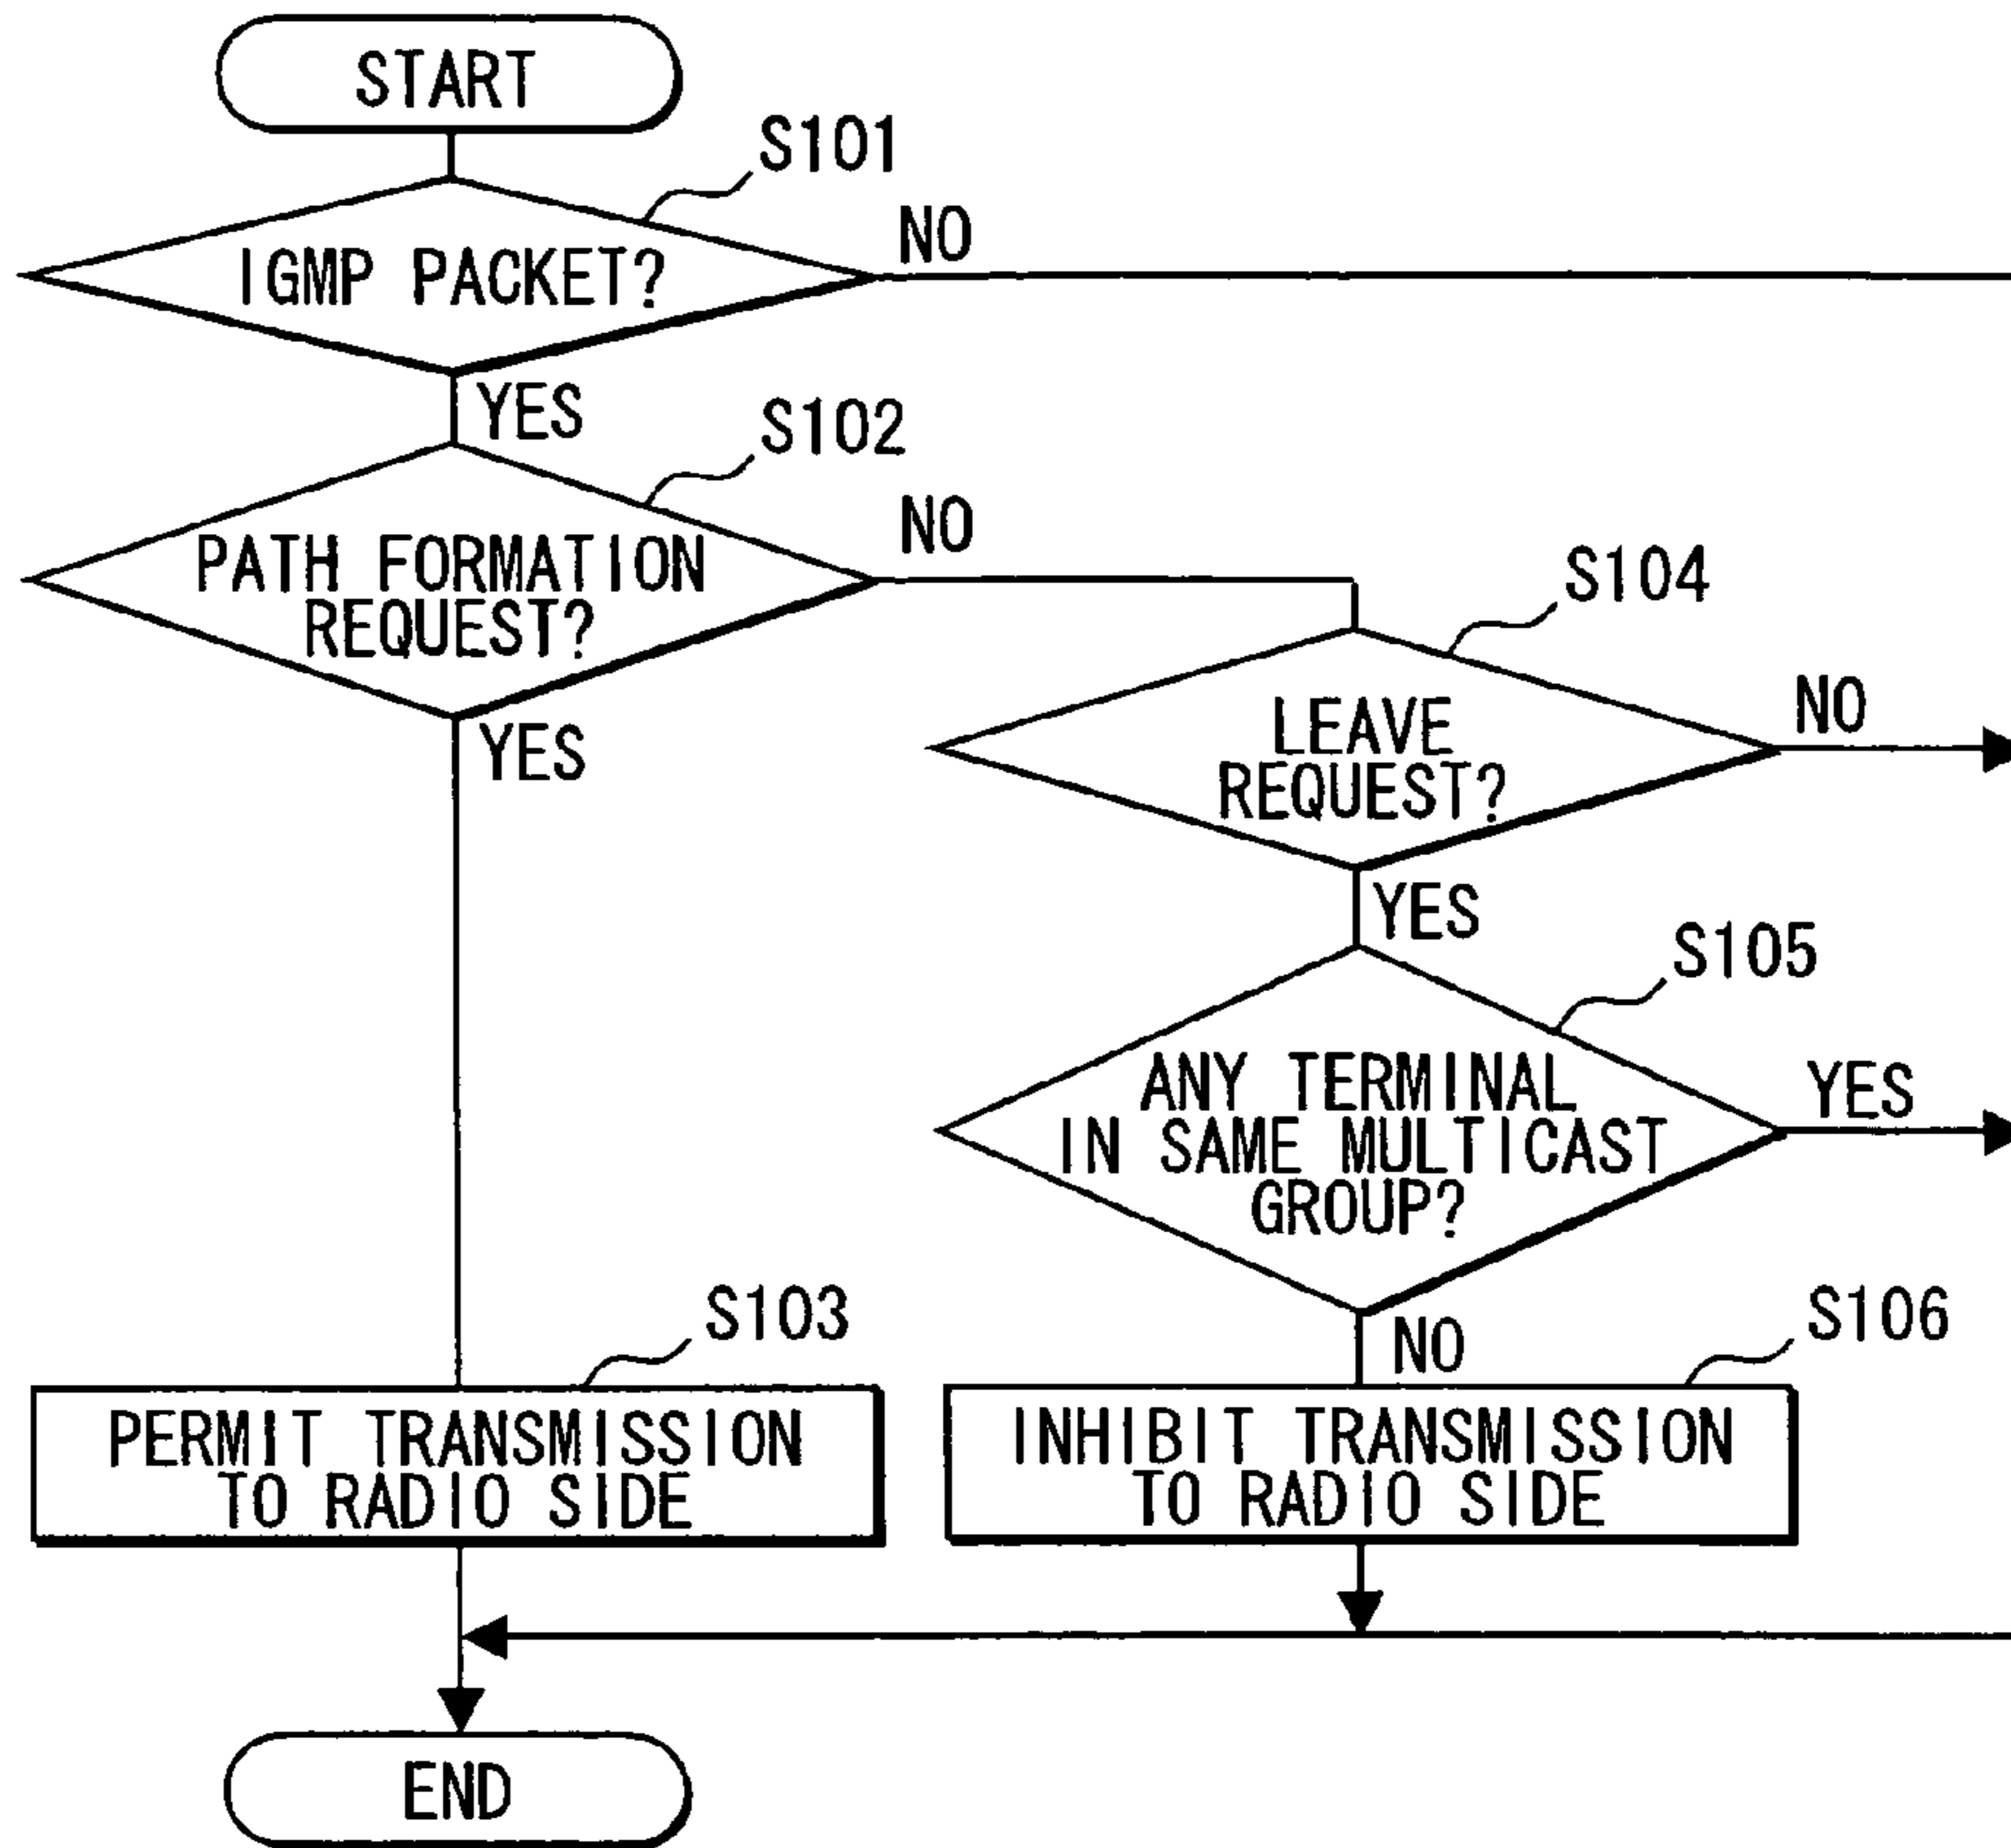 START
S101
IGMP PACKET?
NO
YES
S102
PATH FORMATION
REQUEST?
NO
YES
S104
LEAVE
REQUEST?
NO
YES
S105
ANY TERMINAL
IN SAME MULTICAST
GROUP?
YES
NO
S103
PERMIT TRANSMISSION
TO RADIO SIDE
S106
INHIBIT TRANSMISSION
TO RADIO SIDE
END